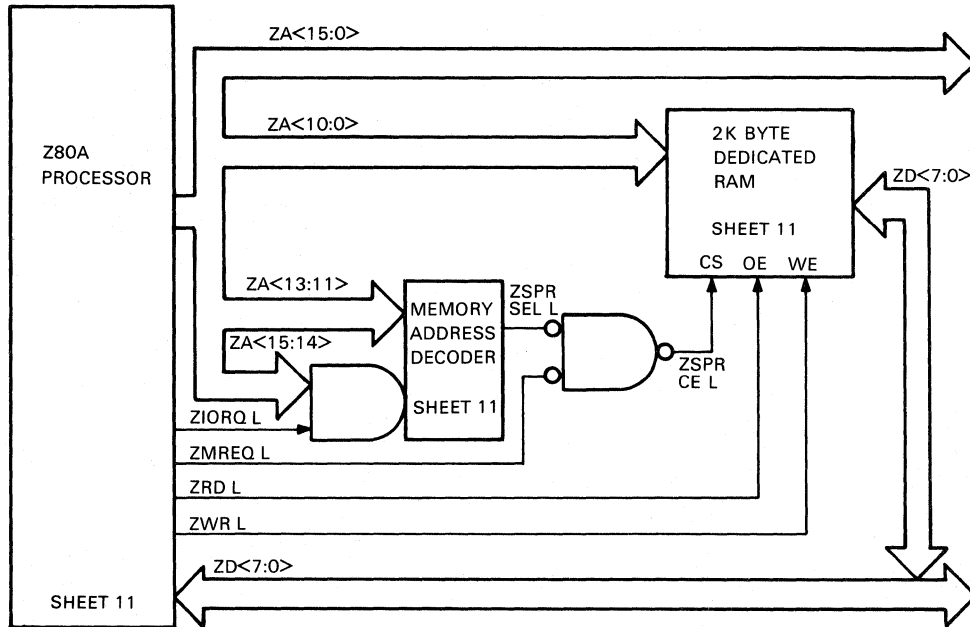 ZA<15:0>
ZA<10:0>
Z80A
PROCESSOR
2K BYTE
DEDICATED
RAM
SHEET 11
CS OE WE
ZD<7:0>
ZA<13:11>
MEMORY
ADDRESS
DECODER
SHEET 11
ZSPR
SEL L
ZA<15:14>
ZSPR
CE L
ZIORQ L
ZMREQ L
ZRD L
ZWR L
ZD<7:0>
SHEET 11